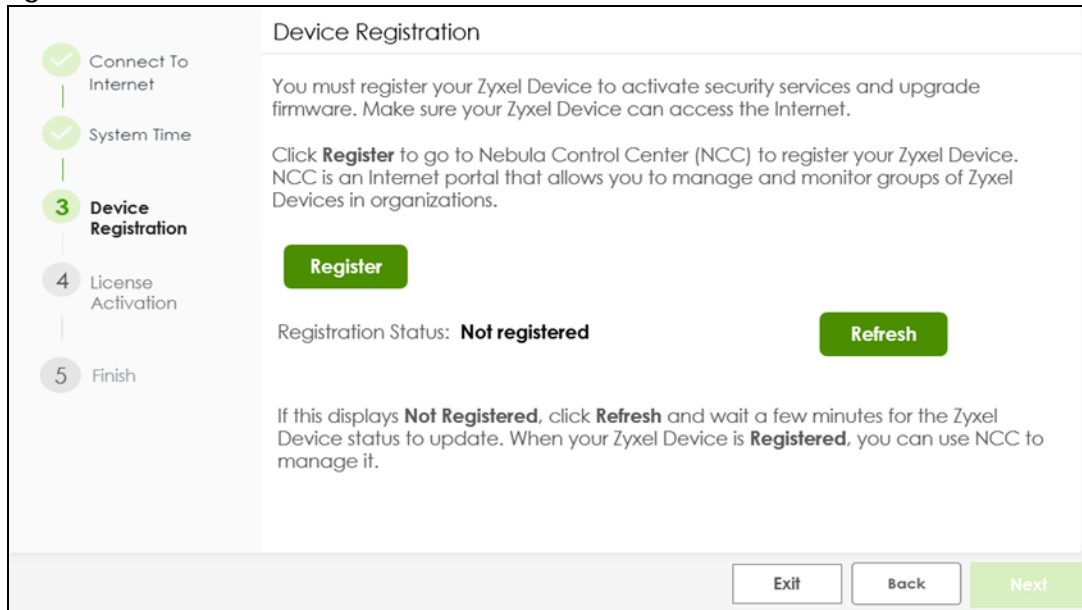 Device Registration
Connect To
Internet
System Time
3 Device
Registration
4 License
Activation
5 Finish
You must register your Zyxel Device to activate security services and upgrade
firmware. Make sure your Zyxel Device can access the Internet.
Click Register to go to Nebula Control Center (NCC) to register your Zyxel Device.
NCC is an Internet portal that allows you to manage and monitor groups of Zyxel
Devices in organizations.
Register
Registration Status: Not registered
Refresh
If this displays Not Registered, click Refresh and wait a few minutes for the Zyxel
Device status to update. When your Zyxel Device is Registered, you can use NCC to
manage it.
Exit
Back
Next